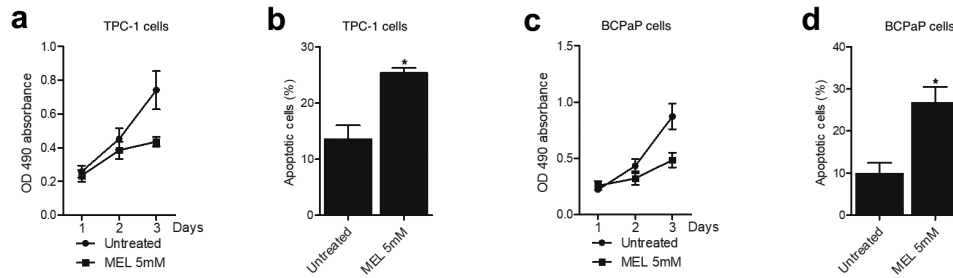 a
TPC-1 cells
OD 490 absorbance
1.0
0.8
0.6
0.4
0.2
0.0
1 2 3 Days
Untreated
MEL 5mM
b
TPC-1 cells
Apoptotic cells (%)
30
20
10
0
*
Untreated
MEL 5mM
c
BCPaP cells
OD 490 absorbance
1.5
1.0
0.5
0.0
1 2 3 Days
Untreated
MEL 5mM
d
BCPaP cells
Apoptotic cells (%)
40
30
20
10
0
*
Untreated
MEL 5mM